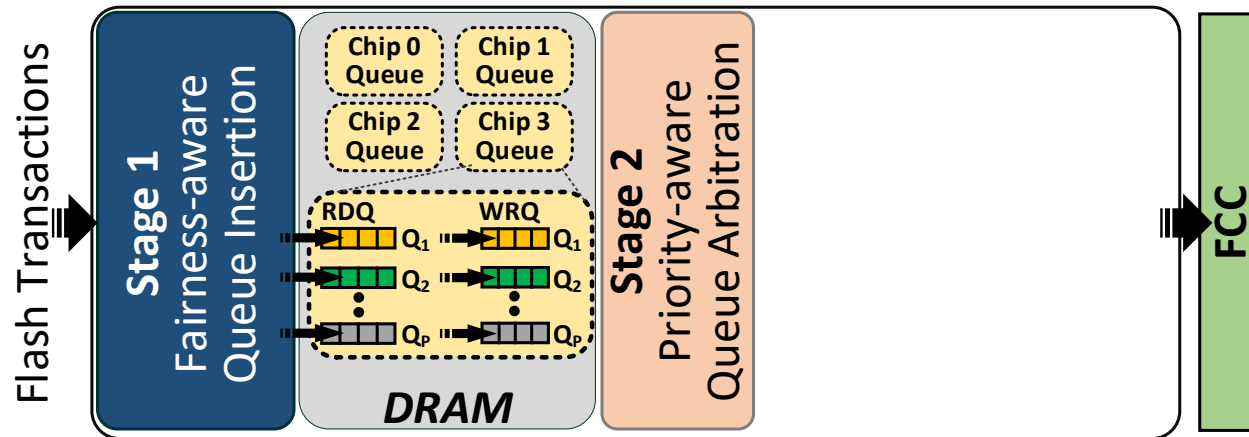 Flash Transactions
Stage 1
Fairness-aware
Queue Insertion
Chip 0
Queue
Chip 1
Queue
Chip 2
Queue
Chip 3
Queue
RDQ
WRQ
Q1
Q1
Q2
Q2
QP
QP
DRAM
Stage 2
Priority-aware
Queue Arbitration
FCC